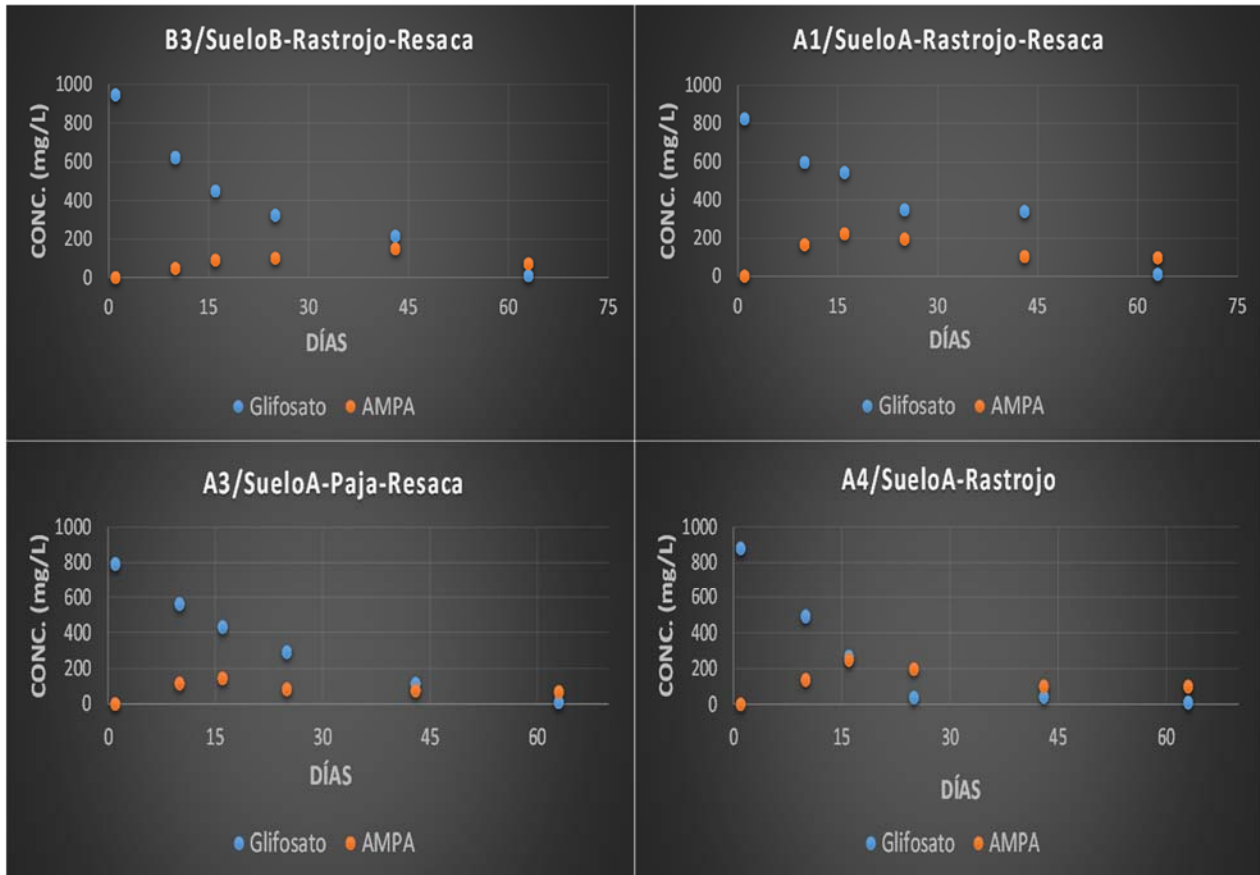 B3/SueloB-Rastrojo-Resaca
1000
800
600
400
200
0
CONC. (mg/L)
0 15 30 45 60 75
DÍAS
Glifosato AMPA
A1/SueloA-Rastrojo-Resaca
1000
800
600
400
200
0
CONC. (mg/L)
0 15 30 45 60 75
DÍAS
Glifosato AMPA
A3/SueloA-Paja-Resaca
1000
800
600
400
200
0
CONC. (mg/L)
0 15 30 45 60
DÍAS
Glifosato AMPA
A4/SueloA-Rastrojo
1000
800
600
400
200
0
CONC. (mg/L)
0 15 30 45 60
DÍAS
Glifosato AMPA